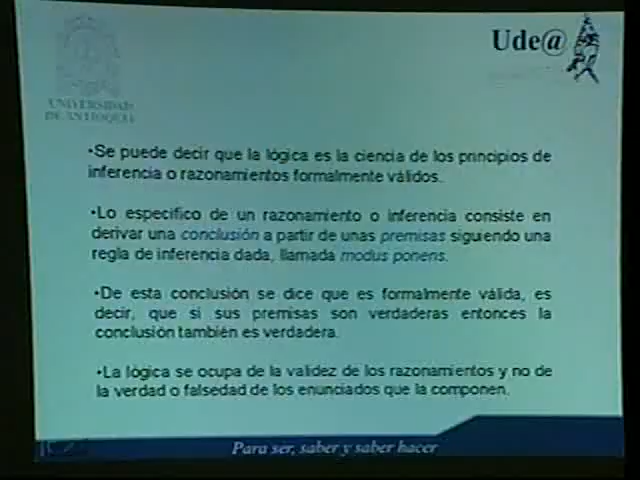 Ude@
UNIVERSIDAD
DE ANTIOQUIA
•Se puede decir que la lógica es la ciencia de los principios de
inferencia o razonamientos formalmente válidos.
•Lo especifico de un razonamiento o inferencia consiste en
derivar una conclusión a partir de unas premisas siguiendo una
regla de inferencia dada, llamada modus ponens.
•De esta conclusión se dice que es formalmente válida, es
decir, que si sus premisas son verdaderas entonces la
conclusión también es verdadera.
•La lógica se ocupa de la validez de los razonamientos y no de
la verdad o falsedad de los enunciados que la componen.
Para ser, saber y saber hacer